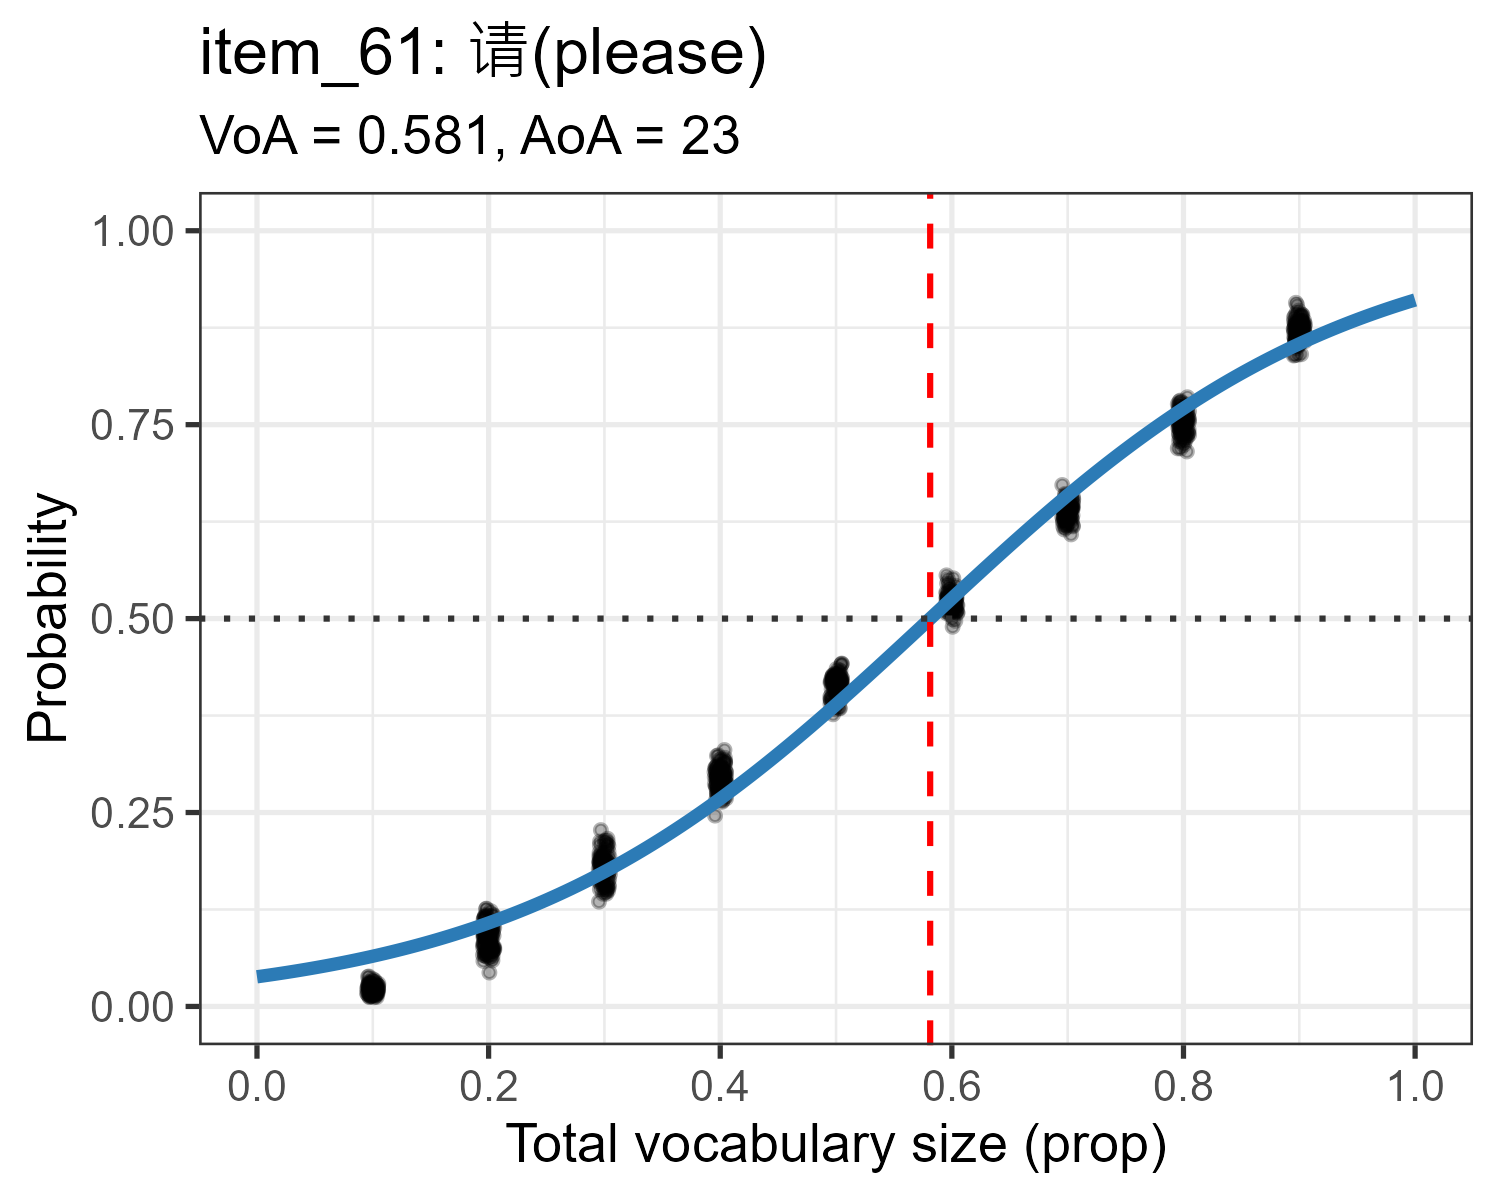 item_61: 请(please)
VoA = 0.581, AoA = 23
Probability
1.00
0.75
0.50
0.25
0.00
0.0 0.2 0.4 0.6 0.8 1.0
Total vocabulary size (prop)